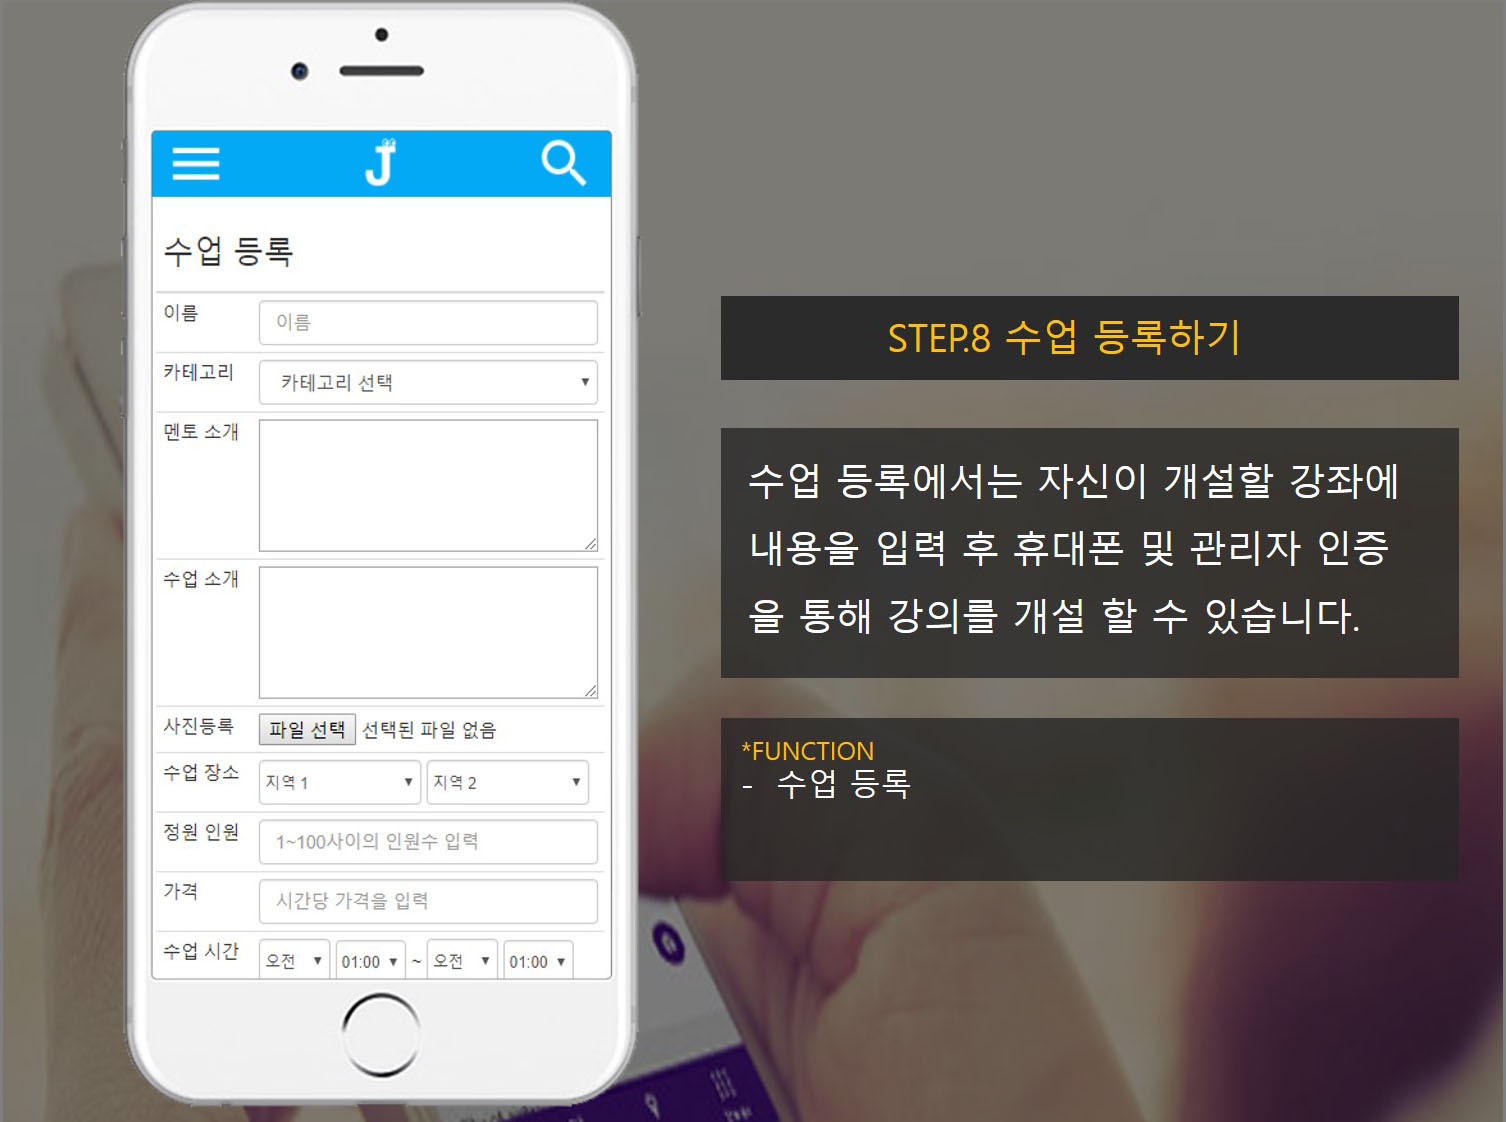 J
수업 등록
이름
이름
카테고리
카테고리 선택
멘토 소개
수업 소개
사진등록
파일 선택 선택된 파일 없음
수업 장소
지역 1
지역 2
정원 인원
1~100사이의 인원수 입력
가격
시간당 가격을 입력
수업 시간
오전 01:00 ~ 오전 01:00
STEP.8 수업 등록하기
수업 등록에서는 자신이 개설할 강좌에
내용을 입력 후 휴대폰 및 관리자 인증
을 통해 강의를 개설 할 수 있습니다.
*FUNCTION
- 수업 등록